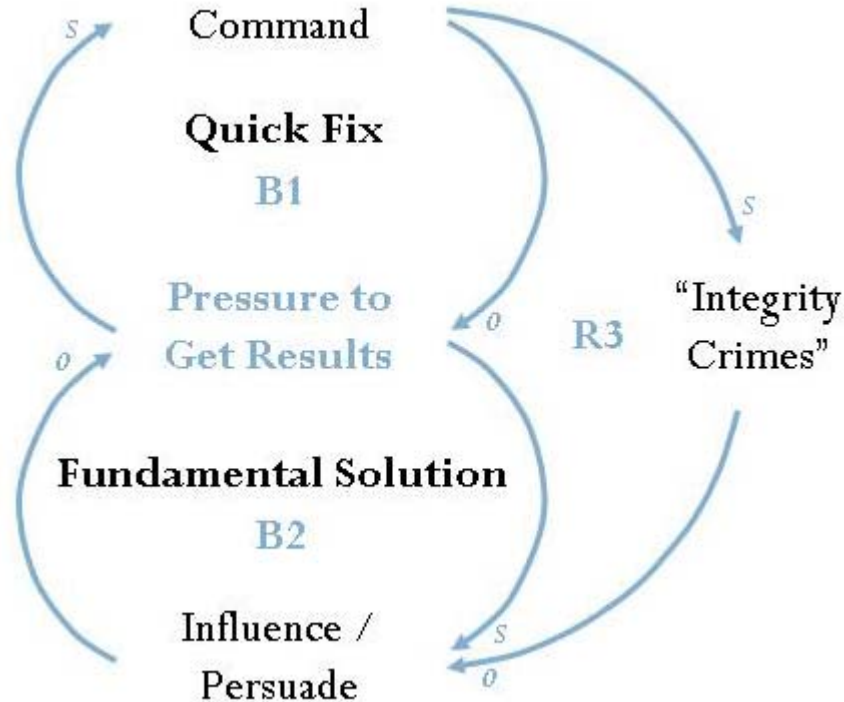 S
Command
Quick Fix
B1
S
Pressure to
Get Results
O
R3
“Integrity
Crimes”
O
Fundamental Solution
B2
Influence /
Persuade
S
O